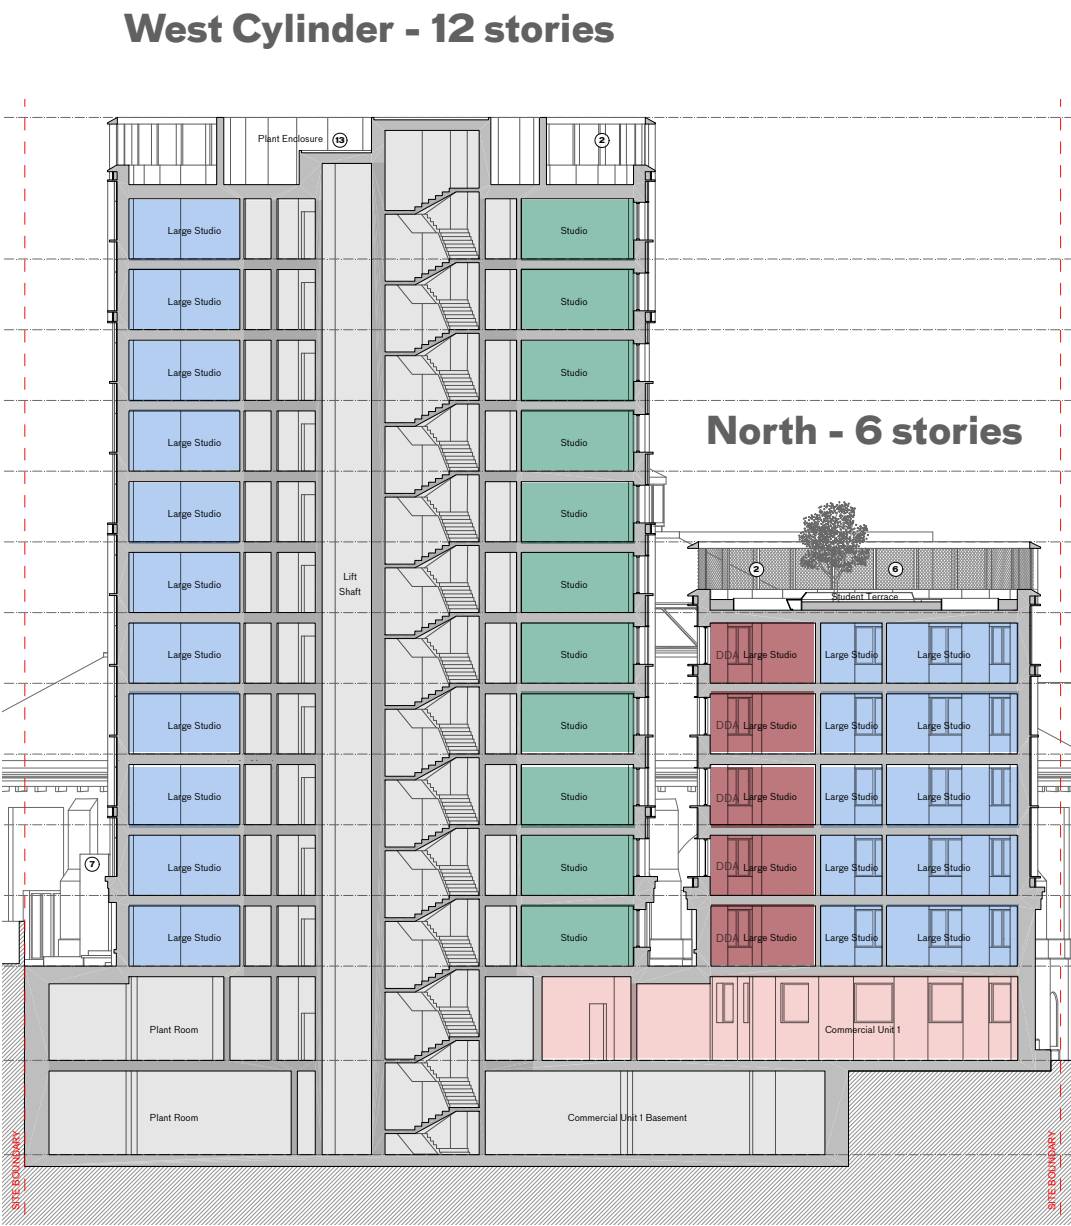 West Cylinder - 12 stories
Plant Enclosure 13
2
Large Studio
Studio
Large Studio
Studio
Large Studio
Studio
North - 6 stories
Large Studio
Studio
Large Studio
Studio
2
6
Lift
Shaft
Large Studio
Studio
Student Terrace
Large Studio
Studio
DDA Large Studio
Large Studio
Large Studio
Large Studio
Studio
DDA Large Studio
Large Studio
Large Studio
Large Studio
Studio
DDA Large Studio
Large Studio
Large Studio
7
Large Studio
Studio
DDA Large Studio
Large Studio
Large Studio
Large Studio
Studio
DDA Large Studio
Large Studio
Large Studio
Plant Room
Commercial Unit 1
Plant Room
Commercial Unit 1 Basement
SITE BOUNDARY
SITE BOUNDARY